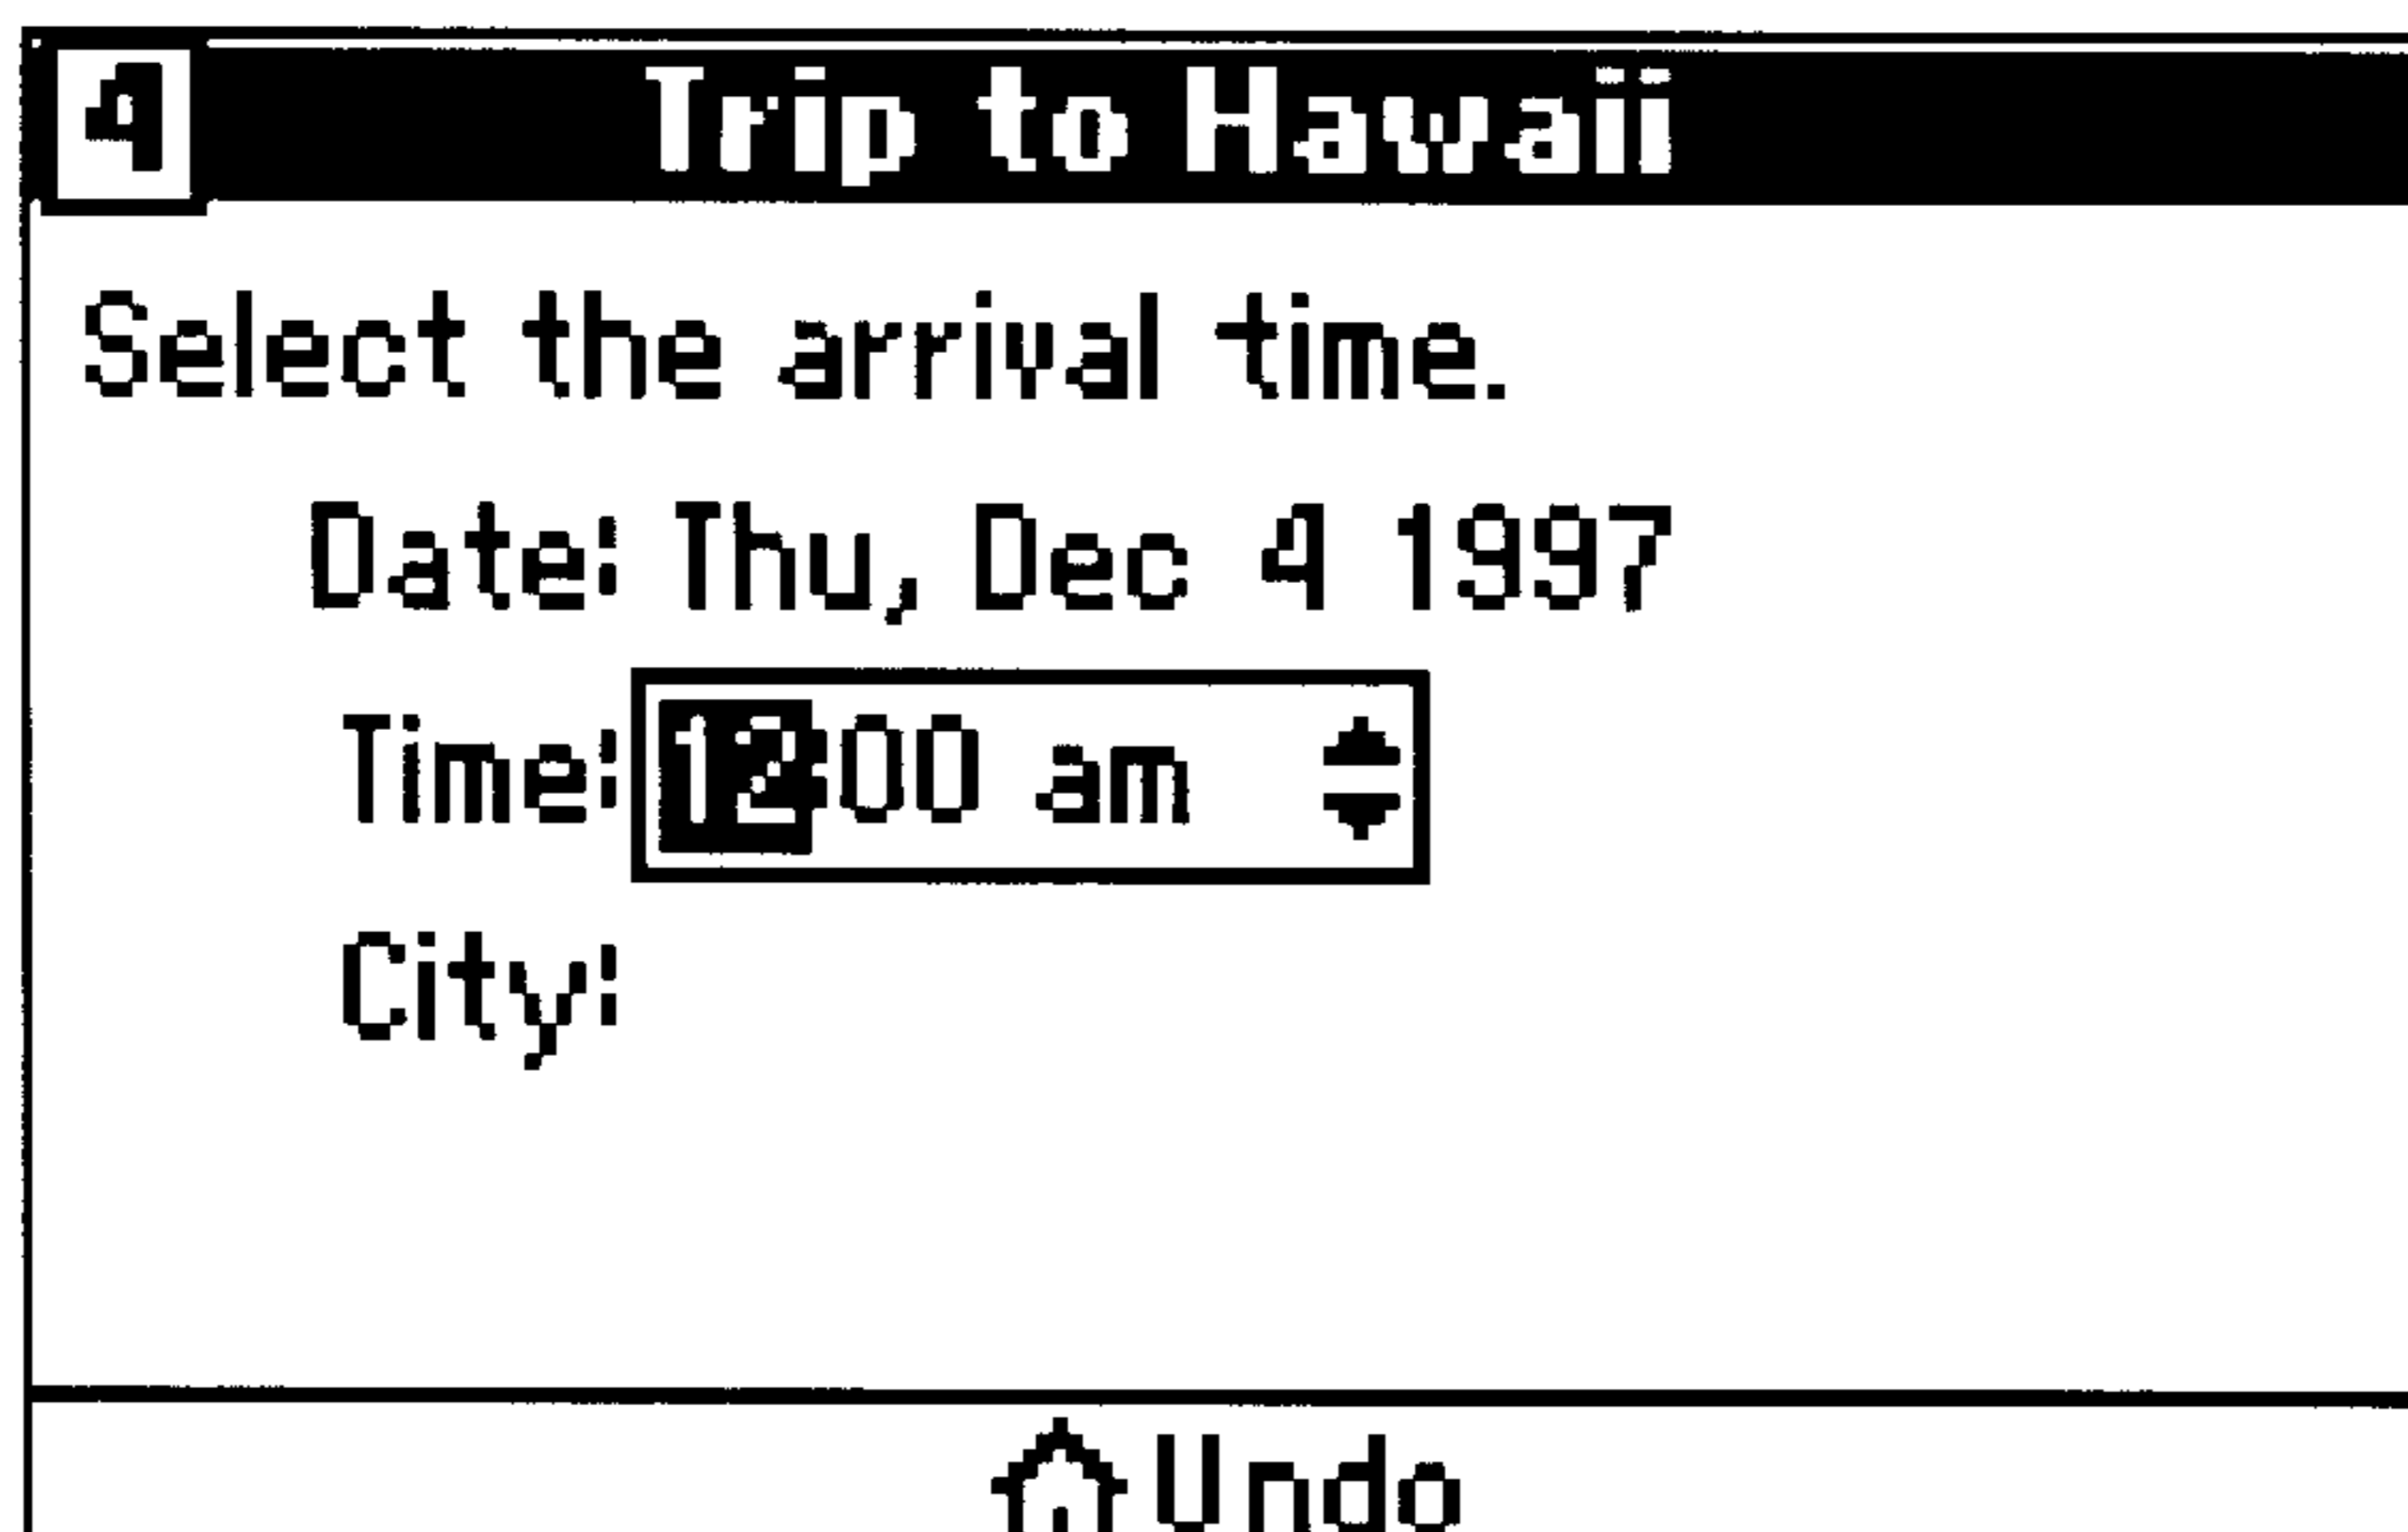 4 Trip to Hawaii
Select the arrival time.
Date: Thu, Dec 4 1997
Time: 12:00 am
City:
Undo